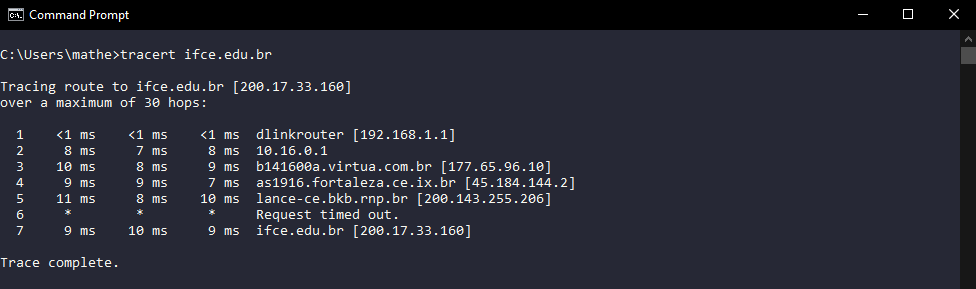 Command Prompt
C:\Users\mathe>tracert ifce.edu.br
Tracing route to ifce.edu.br [200.17.33.160]
over a maximum of 30 hops:
  1    <1 ms    <1 ms    <1 ms  dlinkrouter [192.168.1.1]
  2     8 ms     7 ms     8 ms  10.16.0.1
  3    10 ms     8 ms     9 ms  b141600a.virtua.com.br [177.65.96.10]
  4     9 ms     9 ms     7 ms  as1916.fortaleza.ce.ix.br [45.184.144.2]
  5    11 ms     8 ms    10 ms  lance-ce.bkb.rnp.br [200.143.255.206]
  6     *        *        *     Request timed out.
  7     9 ms    10 ms     9 ms  ifce.edu.br [200.17.33.160]
Trace complete.